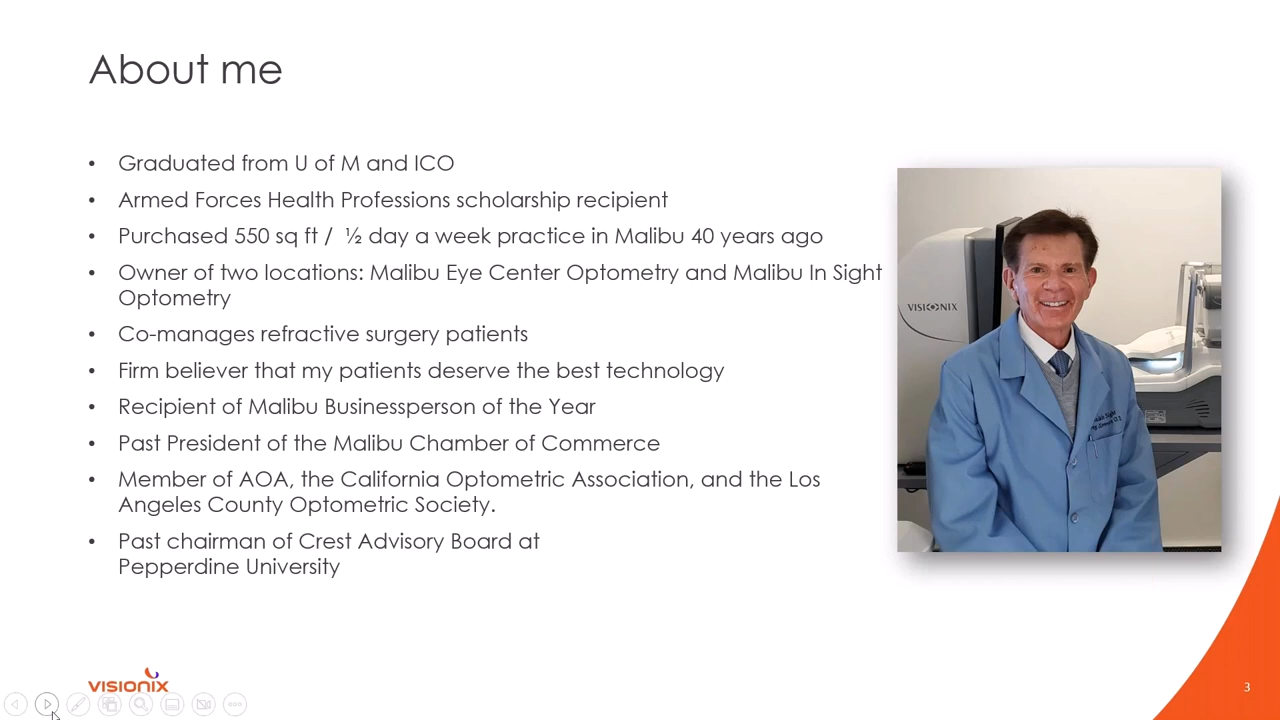 About me
• Graduated from U of M and ICO
• Armed Forces Health Professions scholarship recipient
• Purchased 550 sq ft / ½ day a week practice in Malibu 40 years ago
• Owner of two locations: Malibu Eye Center Optometry and Malibu In Sight
Optometry
• Co-manages refractive surgery patients
• Firm believer that my patients deserve the best technology
• Recipient of Malibu Businessperson of the Year
• Past President of the Malibu Chamber of Commerce
• Member of AOA, the California Optometric Association, and the Los
Angeles County Optometric Society.
• Past chairman of Crest Advisory Board at
Pepperdine University
VISIONIX
VISIONIX
3